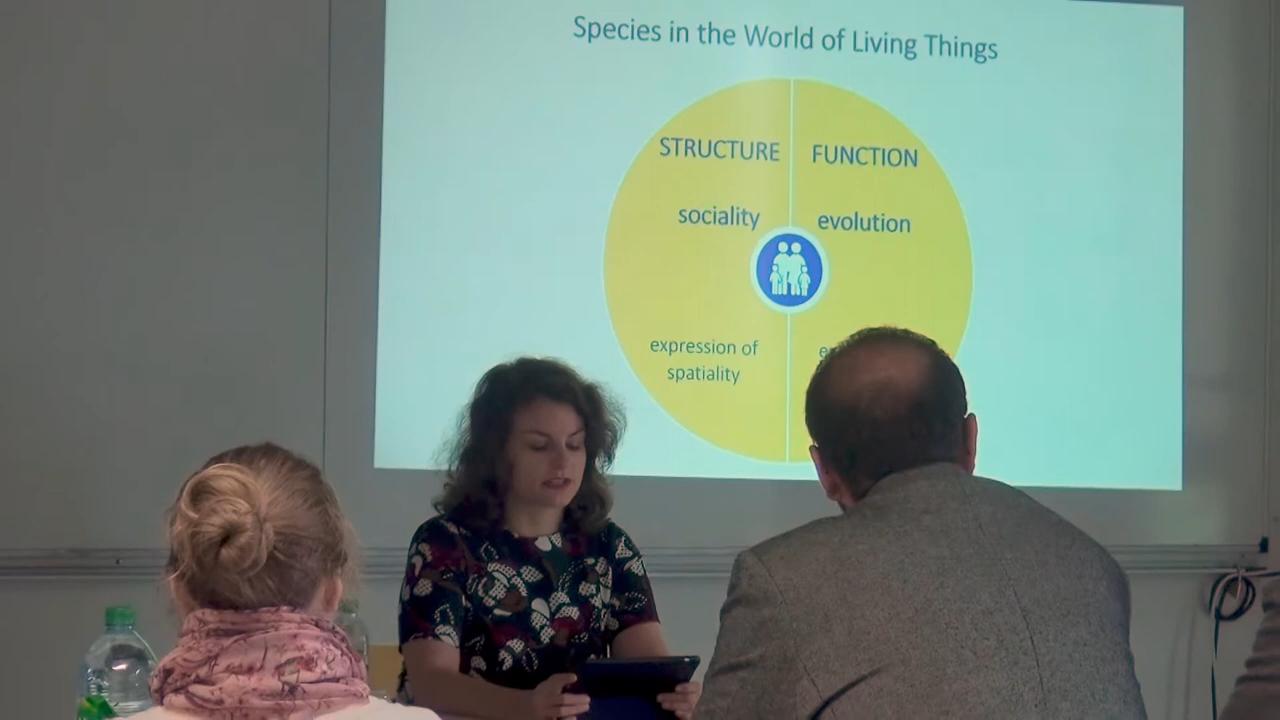 Species in the World of Living Things
STRUCTURE
FUNCTION
sociality
evolution
expression of
spatiality